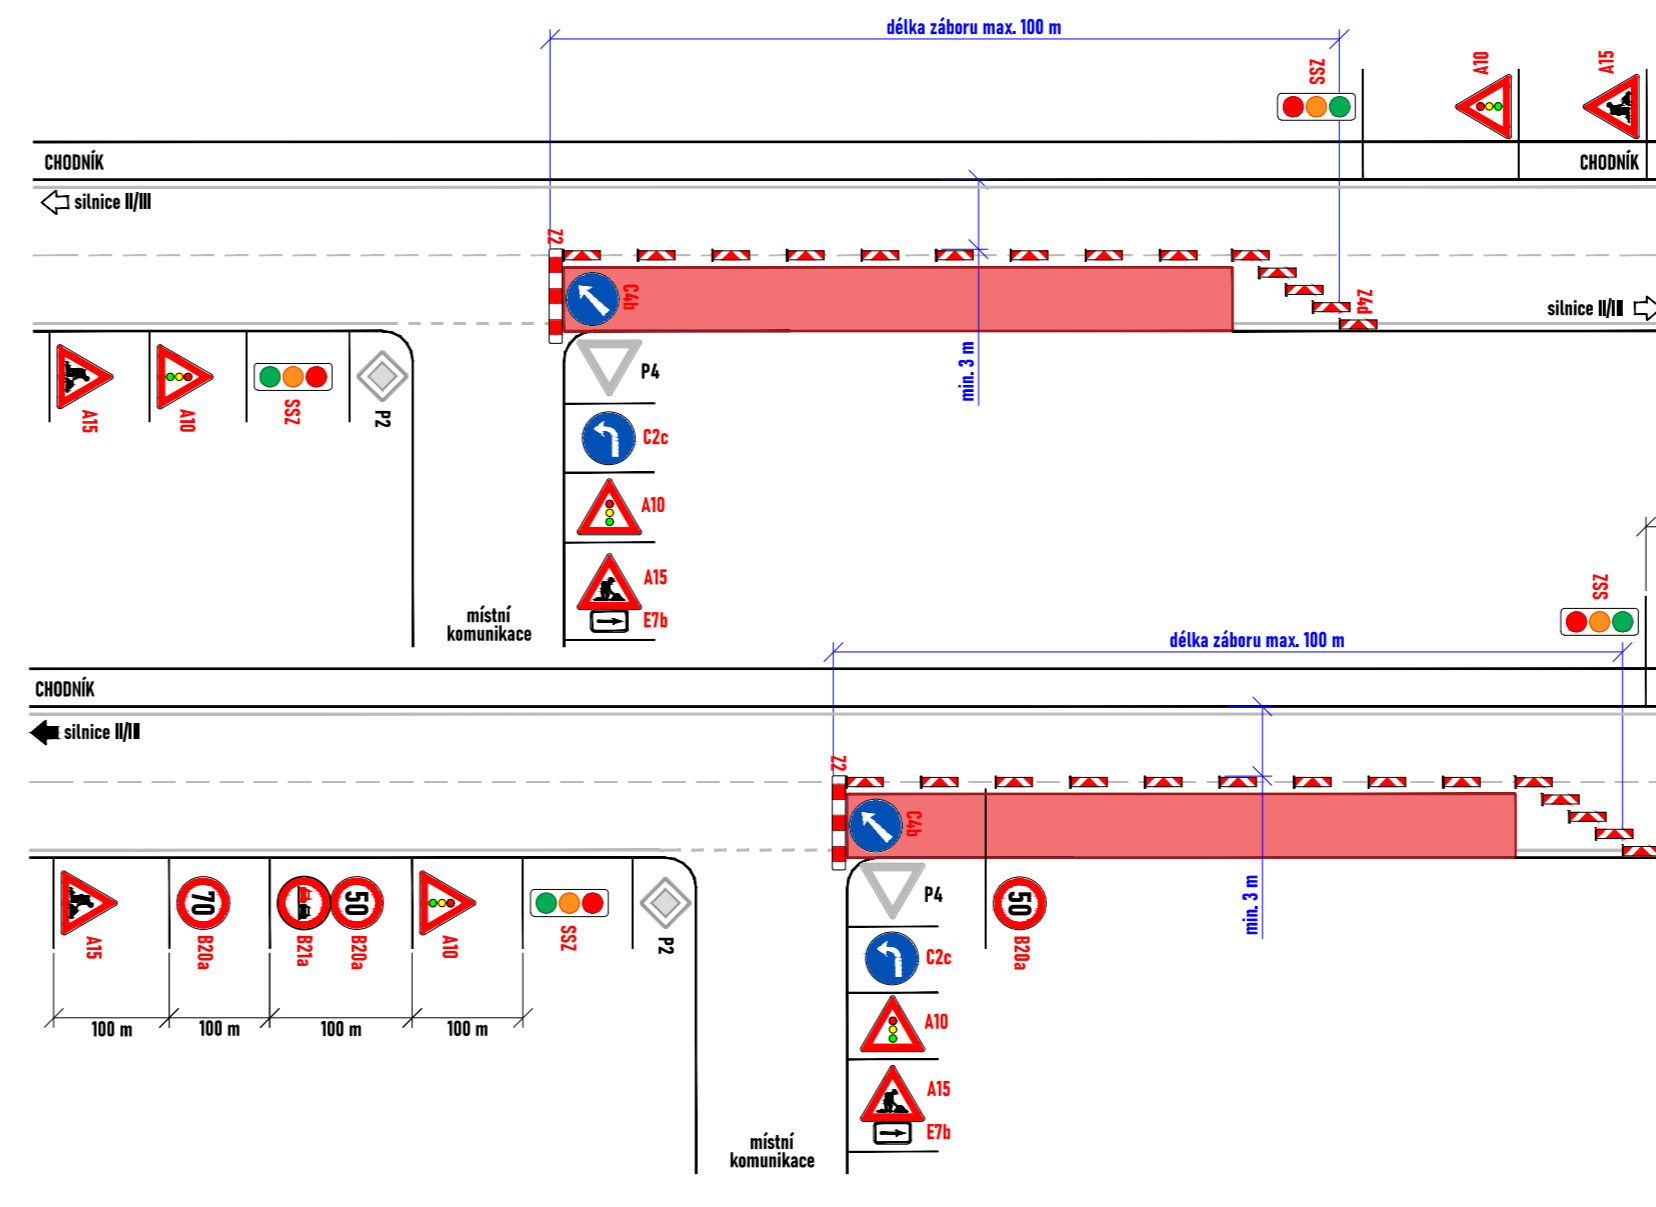 délka záboru max. 100 m
SSZ
A10
A15
CHODNÍK
CHODNÍK
silnice II/III
Z2
C4b
Z4d
silnice II/III
min. 3 m
A15
A10
SSZ
P2
P4
C2c
A10
A15
E7b
místní
komunikace
SSZ
délka záboru max. 100 m
CHODNÍK
silnice II/III
Z2
C4b
min. 3 m
70
50
50
A15
B20a
B21a
B20a
A10
SSZ
P2
P4
B20a
C2c
100 m
100 m
100 m
100 m
A10
A15
E7b
místní
komunikace